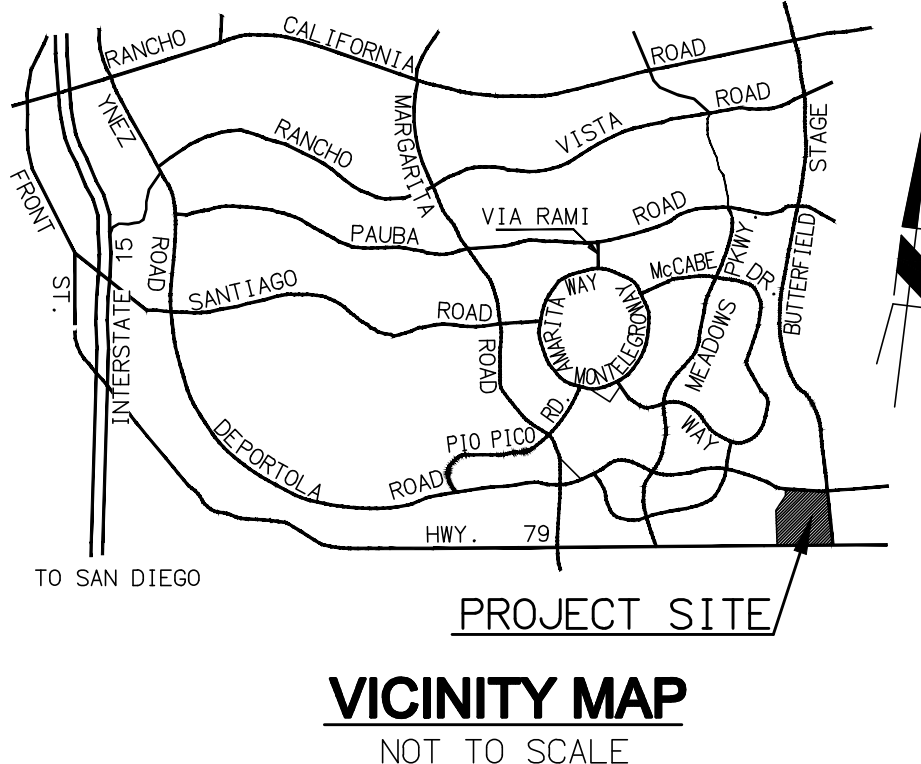 RANCHO CALIFORNIA ROAD
YNEZ ROAD
MARGARITA ROAD
RANCHO VISTA ROAD
BUTTERFIELD STAGE
FRONT ST.
INTERSTATE 15
PAUBA ROAD
VIA RAMI
SANTIAGO ROAD
AMARITA WAY
McCABE DR.
MEADOWS PKWY.
MONTELEGRO WAY
WAY
PIO PICO RD.
DEPORTOLA ROAD
HWY. 79
TO SAN DIEGO
PROJECT SITE
VICINITY MAP
NOT TO SCALE